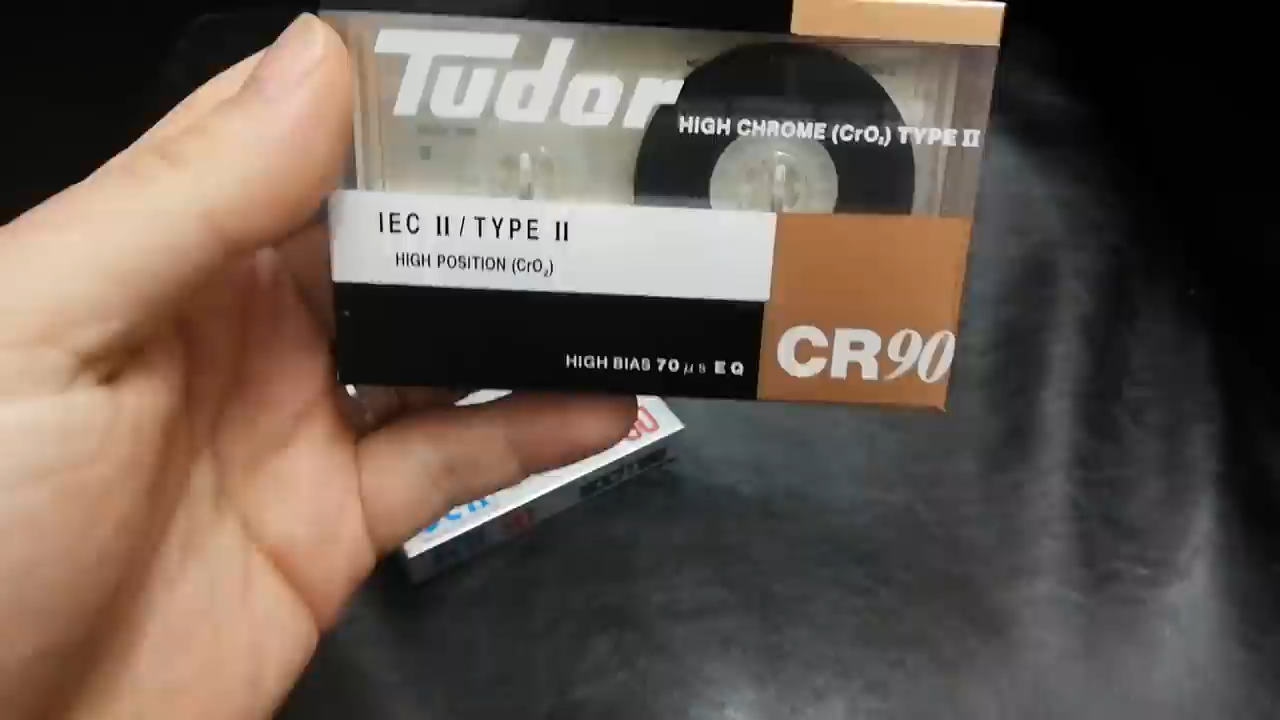 Tudor
HIGH CHROME (CrO₂) TYPE II
IEC II / TYPE II
HIGH POSITION (CrO₂)
HIGH BIAS 70 μs EQ
CR90